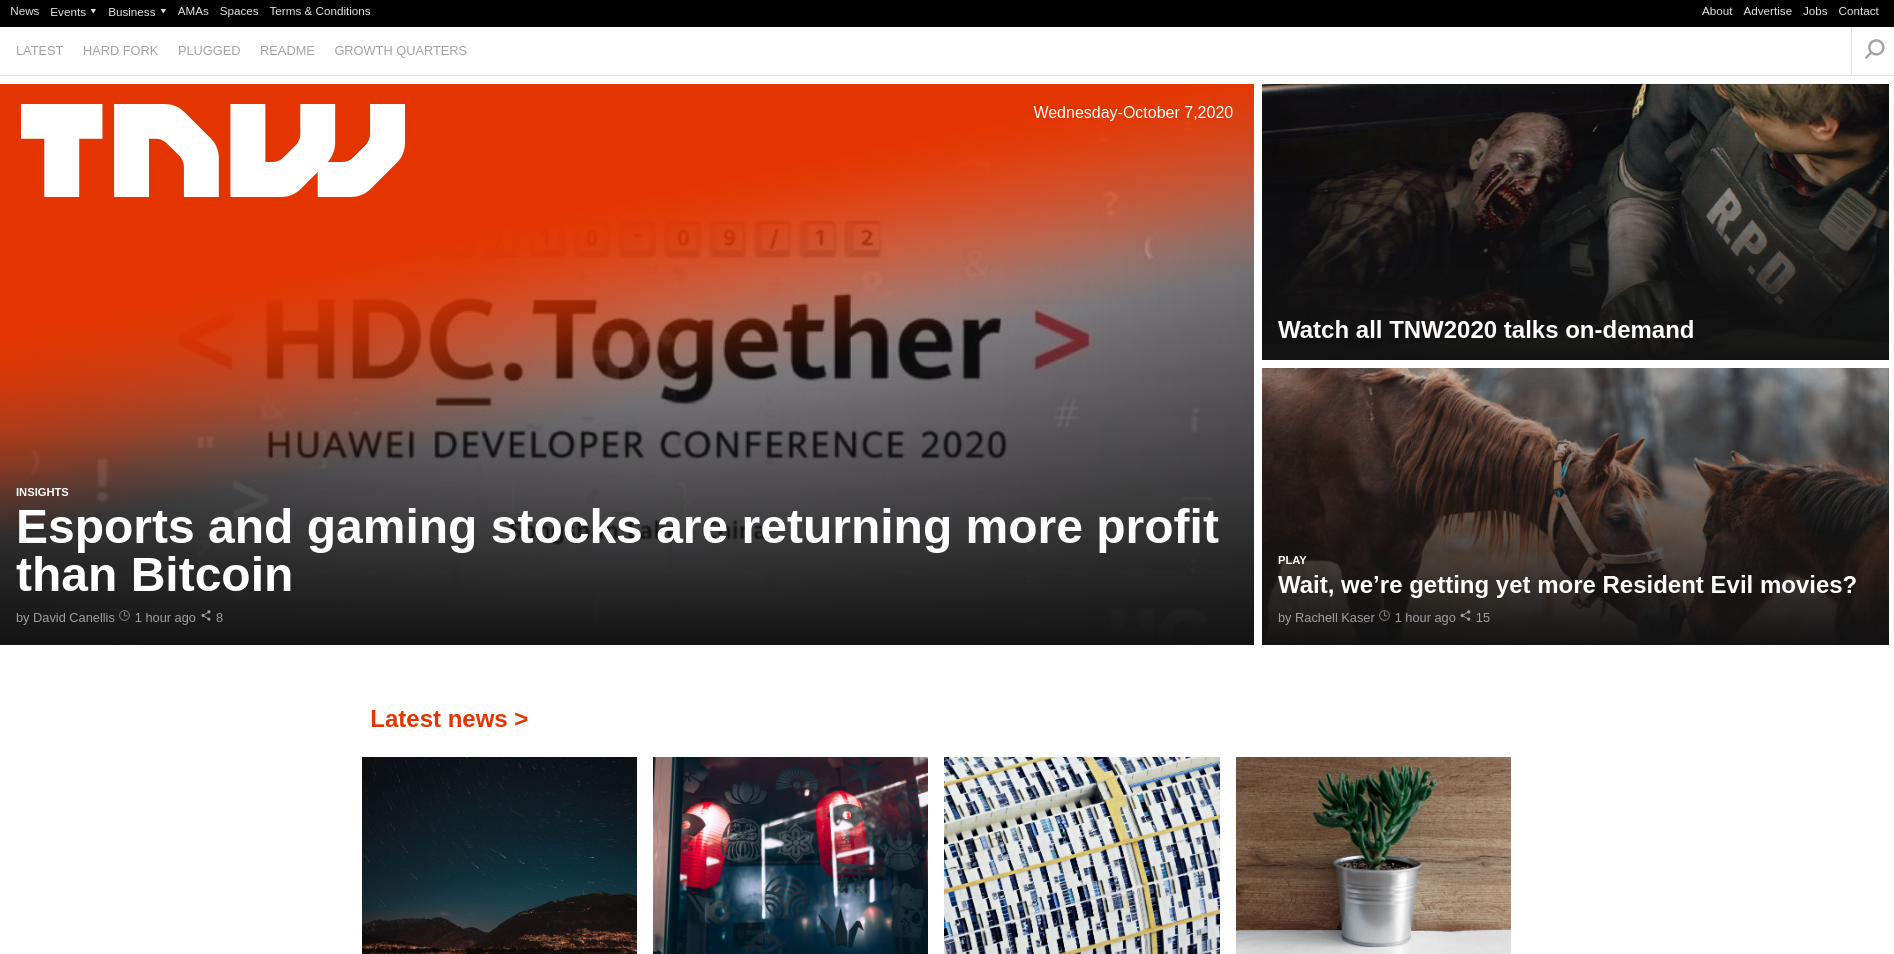 News Events Business AMAs Spaces Terms & Conditions About Advertise Jobs Contact
LATEST HARD FORK PLUGGED README GROWTH QUARTERS
TNW
Wednesday-October 7,2020
10-09/12
< HDC.Together >
HUAWEI DEVELOPER CONFERENCE 2020
INSIGHTS
Esports and gaming stocks are returning more profit
than Bitcoin
by David Canellis 1 hour ago 8
R.P.D.
Watch all TNW2020 talks on-demand
PLAY
Wait, we’re getting yet more Resident Evil movies?
by Rachell Kaser 1 hour ago 15
Latest news >